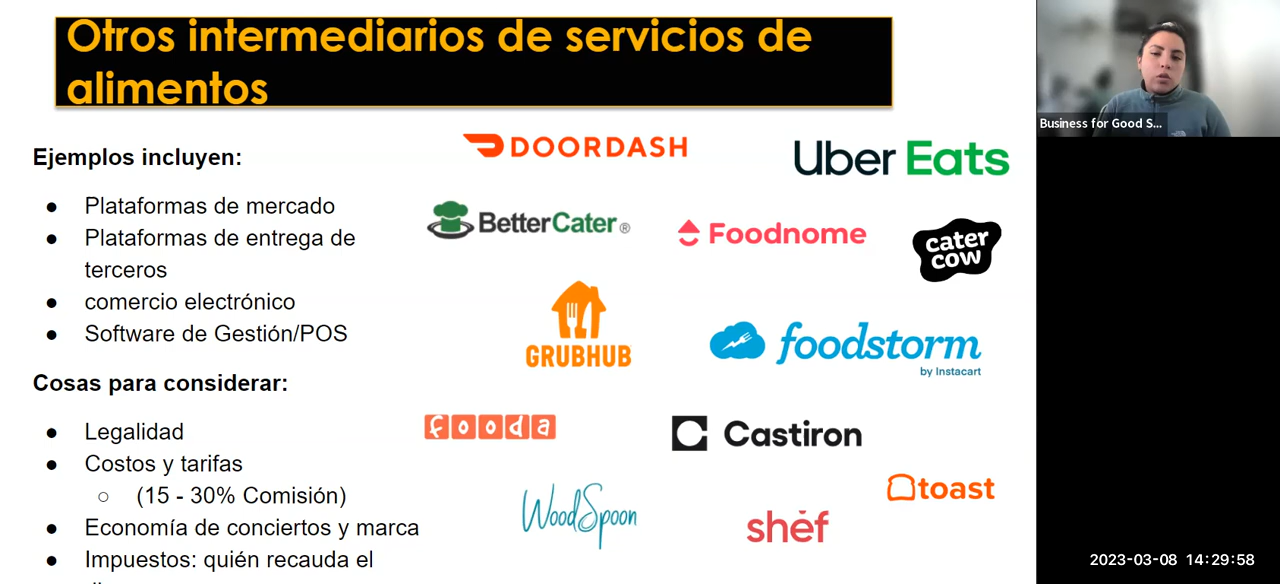 Otros intermediarios de servicios de
alimentos
Business for Good S...
Ejemplos incluyen:
● Plataformas de mercado
● Plataformas de entrega de
terceros
● comercio electrónico
● Software de Gestión/POS
Cosas para considerar:
● Legalidad
● Costos y tarifas
○ (15 - 30% Comisión)
● Economía de conciertos y marca
● Impuestos: quién recauda el
DOORDASH
Uber Eats
BetterCater®
Foodnome
cater
cow
GRUBHUB
foodstorm
by Instacart
fooda
Castiron
toast
WoodSpoon
shef
2023-03-08 14:29:58